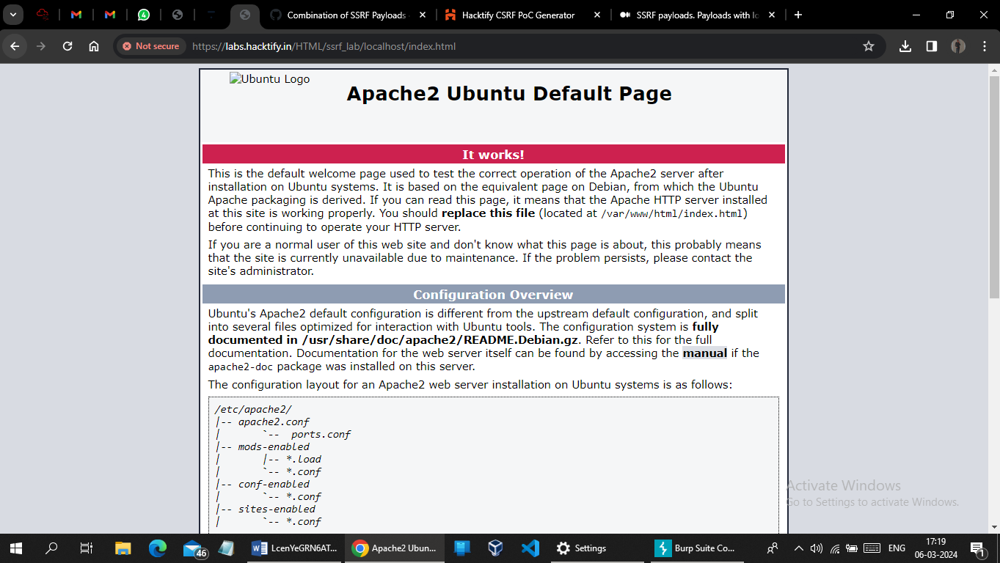 Combination of SSRF Payloads
Hacktify CSRF PoC Generator
SSRF payloads. Payloads with lo
Not secure
https://labs.hacktify.in/HTML/ssrf_lab/localhost/index.html
Ubuntu Logo
Apache2 Ubuntu Default Page
It works!
This is the default welcome page used to test the correct operation of the Apache2 server after
installation on Ubuntu systems. It is based on the equivalent page on Debian, from which the Ubuntu
Apache packaging is derived. If you can read this page, it means that the Apache HTTP server installed
at this site is working properly. You should replace this file (located at /var/www/html/index.html)
before continuing to operate your HTTP server.
If you are a normal user of this web site and don't know what this page is about, this probably means
that the site is currently unavailable due to maintenance. If the problem persists, please contact the
site's administrator.
Configuration Overview
Ubuntu's Apache2 default configuration is different from the upstream default configuration, and split
into several files optimized for interaction with Ubuntu tools. The configuration system is fully
documented in /usr/share/doc/apache2/README.Debian.gz. Refer to this for the full
documentation. Documentation for the web server itself can be found by accessing the manual if the
apache2-doc package was installed on this server.
The configuration layout for an Apache2 web server installation on Ubuntu systems is as follows:
/etc/apache2/
|-- apache2.conf
|       `--  ports.conf
|-- mods-enabled
|       |-- *.load
|       `-- *.conf
|-- conf-enabled
|       `-- *.conf
|-- sites-enabled
|       `-- *.conf
Activate Windows
Go to Settings to activate Windows.
46
LcenYeGRN6AT...
Apache2 Ubun...
Settings
Burp Suite Co...
ENG
17:19
06-03-2024
1